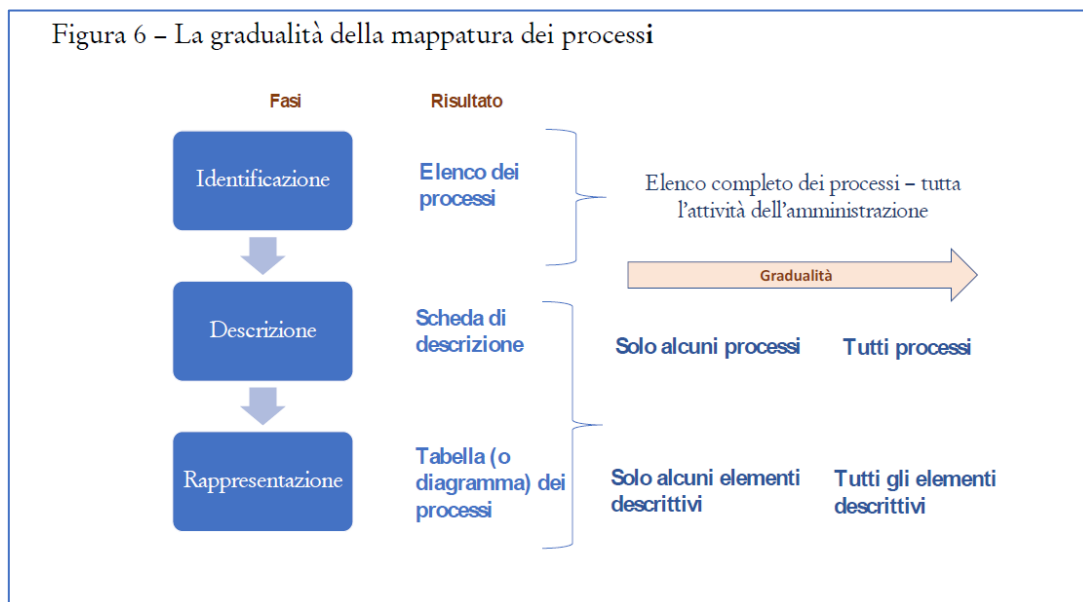 Figura 6 – La gradualità della mappatura dei processi
Fasi
Risultato
Identificazione
Elenco dei
processi
Elenco completo dei processi – tutta
l'attività dell'amministrazione
Gradualità
Descrizione
Scheda di
descrizione
Solo alcuni processi
Tutti processi
Rappresentazione
Tabella (o
diagramma) dei
processi
Solo alcuni elementi
descrittivi
Tutti gli elementi
descrittivi